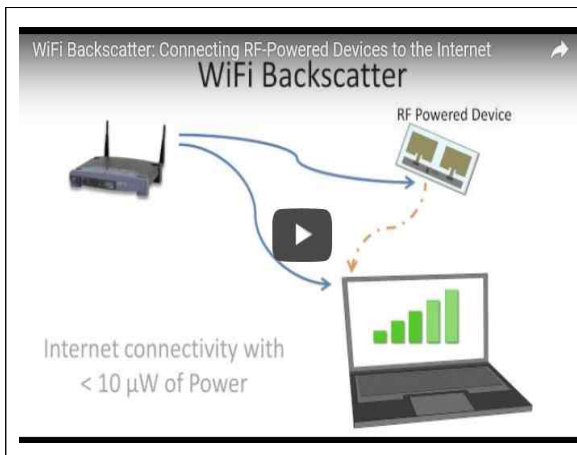 WiFi Backscatter: Connecting RF-Powered Devices to the Internet
WiFi Backscatter
RF Powered Device
Internet connectivity with
< 10 µW of Power